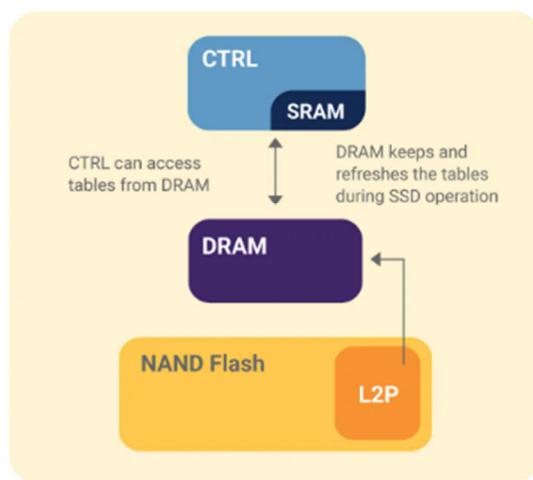 CTRL
SRAM
CTRL can access
tables from DRAM
DRAM keeps and
refreshes the tables
during SSD operation
DRAM
NAND Flash
L2P